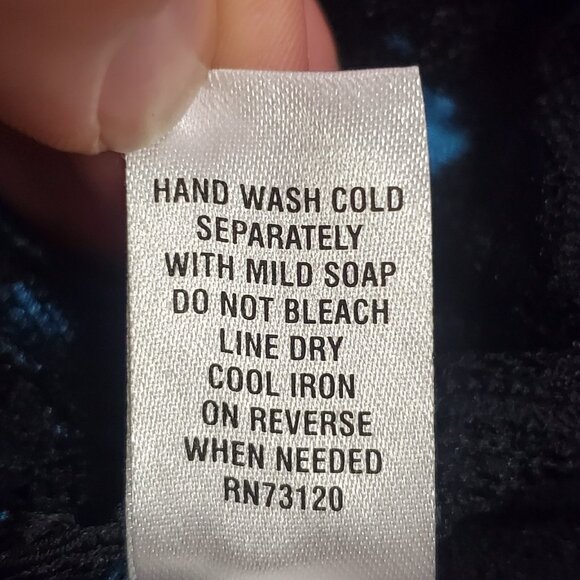 HAND WASH COLD
SEPARATELY
WITH MILD SOAP
DO NOT BLEACH
LINE DRY
COOL IRON
ON REVERSE
WHEN NEEDED
RN73120